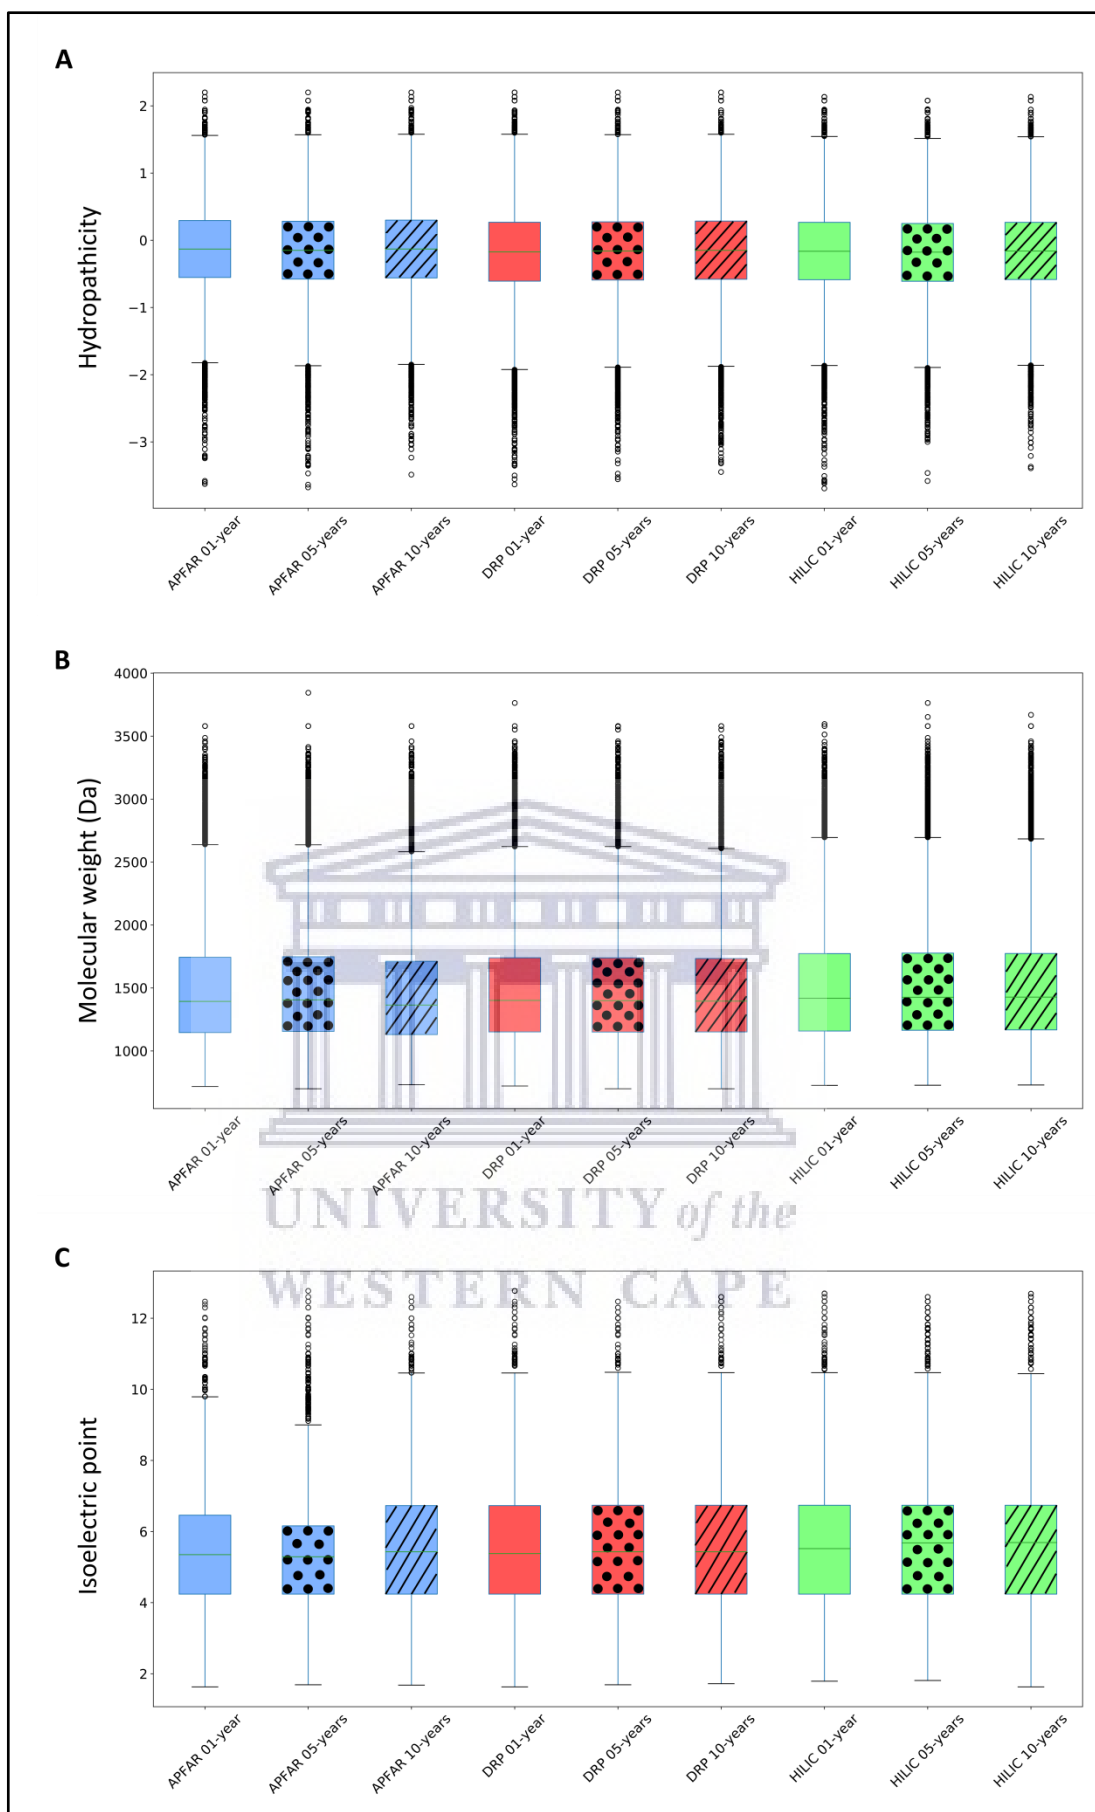 A
Hydropathicity
2
1
0
−1
−2
−3
APFAR 01-year
APFAR 05-years
APFAR 10-years
DRP 01-year
DRP 05-years
DRP 10-years
HILIC 01-year
HILIC 05-years
HILIC 10-years
B
Molecular weight (Da)
4000
3500
3000
2500
2000
1500
1000
APFAR 01-year
APFAR 05-years
APFAR 10-years
DRP 01-year
DRP 05-years
DRP 10-years
HILIC 01-year
HILIC 05-years
HILIC 10-years
UNIVERSITY of the
WESTERN CAPE
C
Isoelectric point
12
10
8
6
4
2
APFAR 01-year
APFAR 05-years
APFAR 10-years
DRP 01-year
DRP 05-years
DRP 10-years
HILIC 01-year
HILIC 05-years
HILIC 10-years